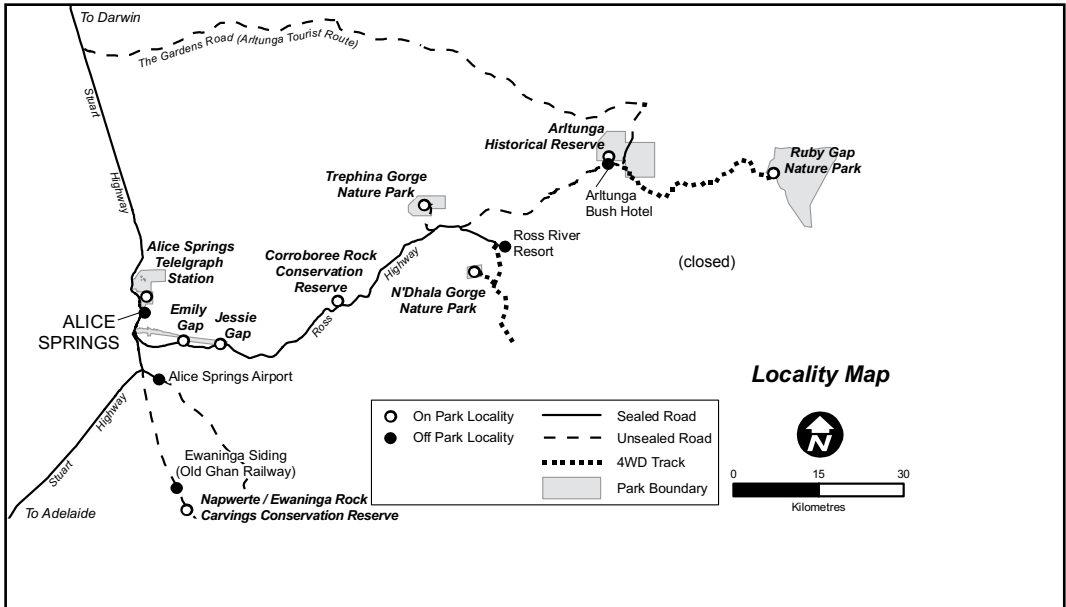 To Darwin
The Gardens Road (Arltunga Tourist Route)
Stuart
Highway
Arltunga
Historical Reserve
Ruby Gap
Nature Park
Trephina Gorge
Nature Park
Arltunga
Bush Hotel
Ross River
Resort
Alice Springs
Telelgraph
Station
Corroboree Rock
Conservation
Reserve
Highway
Ross
(closed)
N'Dhala Gorge
Nature Park
Emily
Gap
Jessie
Gap
ALICE
SPRINGS
Alice Springs Airport
Locality Map
Highway
Stuart
To Adelaide
Ewaninga Siding
(Old Ghan Railway)
Napwerte / Ewaninga Rock
Carvings Conservation Reserve
On Park Locality
Off Park Locality
Sealed Road
Unsealed Road
4WD Track
Park Boundary
N
0 15 30
Kilometres